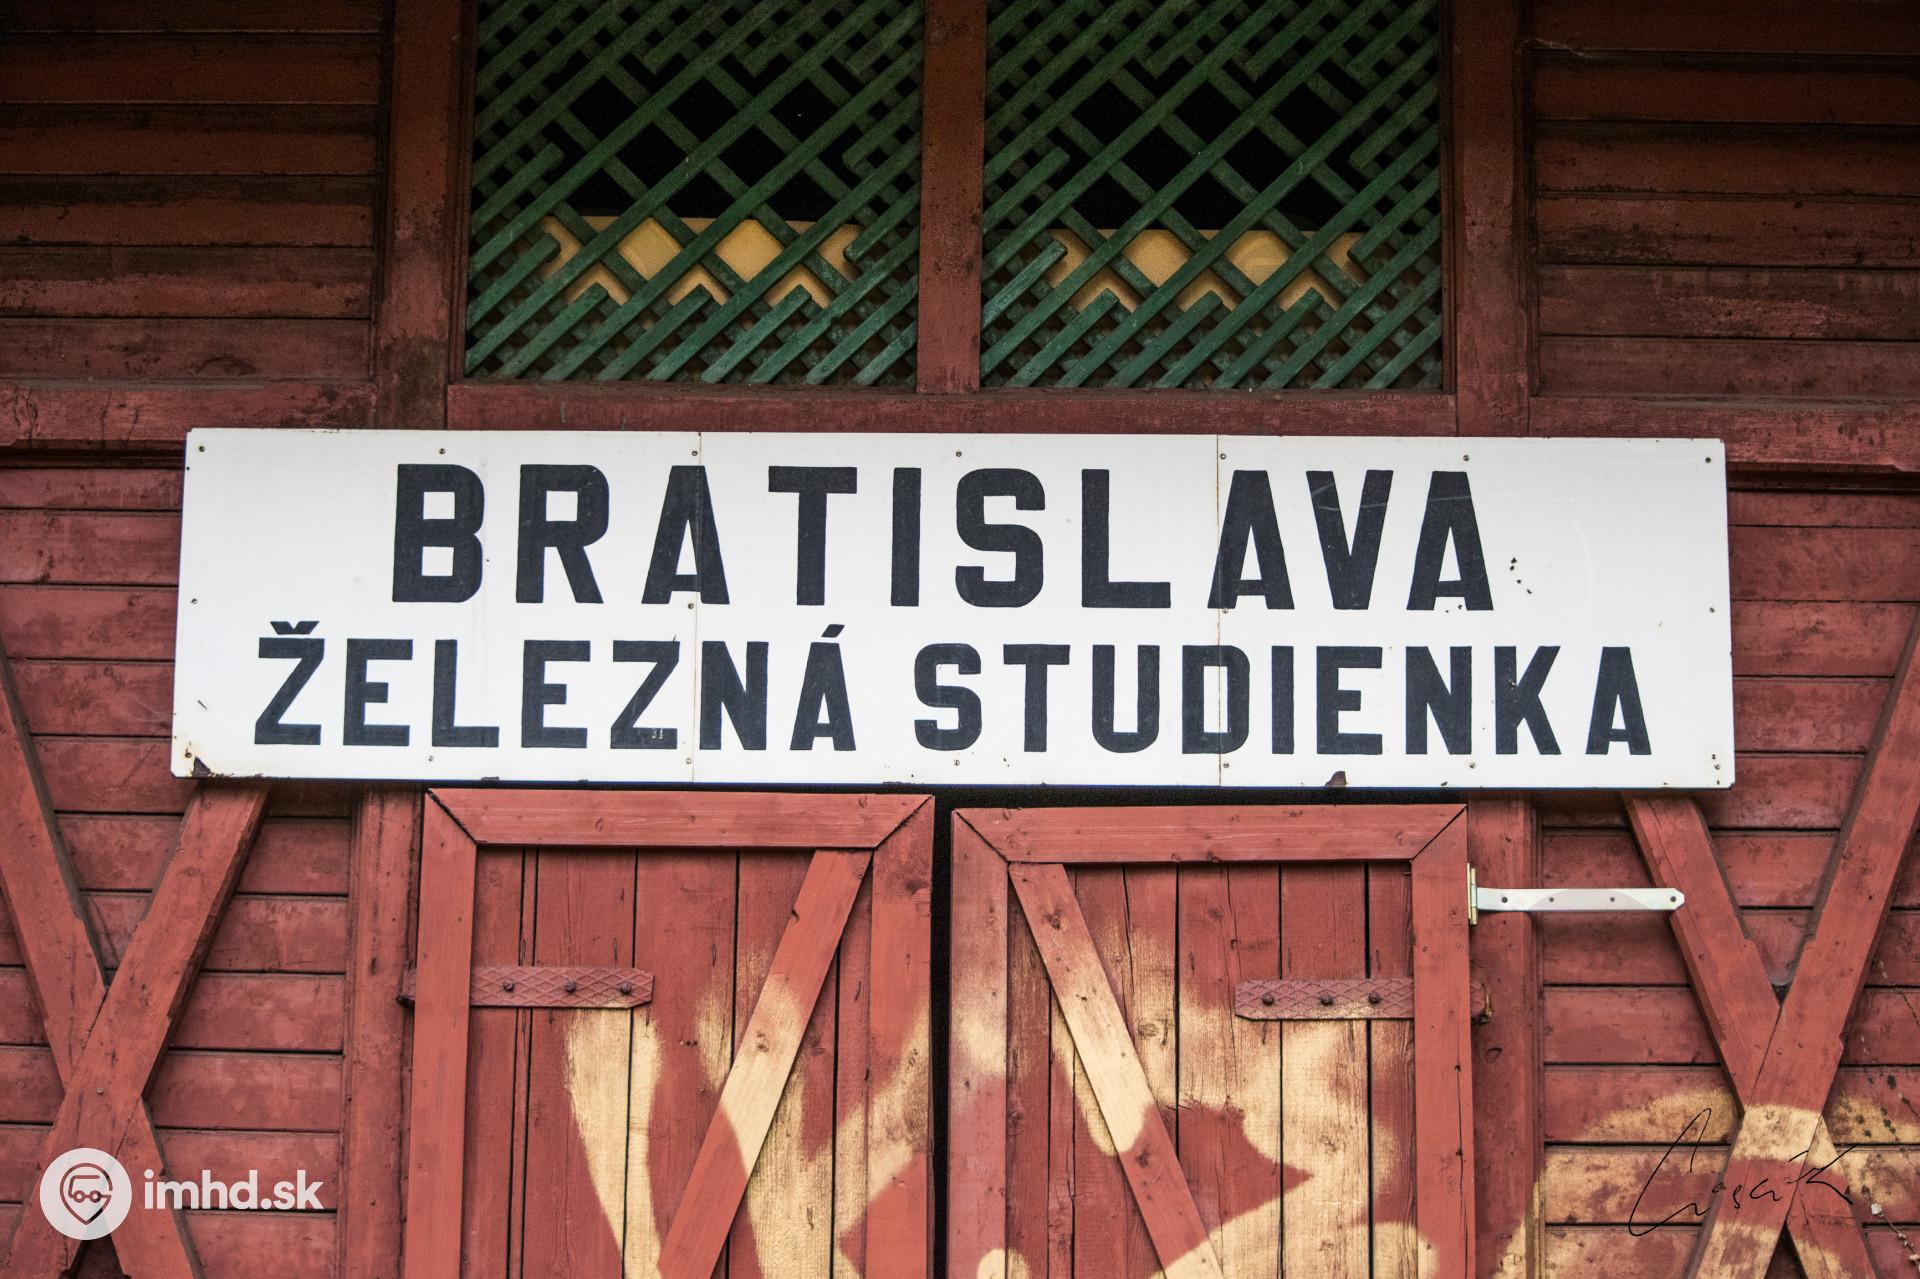 BRATISLAVA
ŽELEZNÁ STUDIENKA
imhd.sk